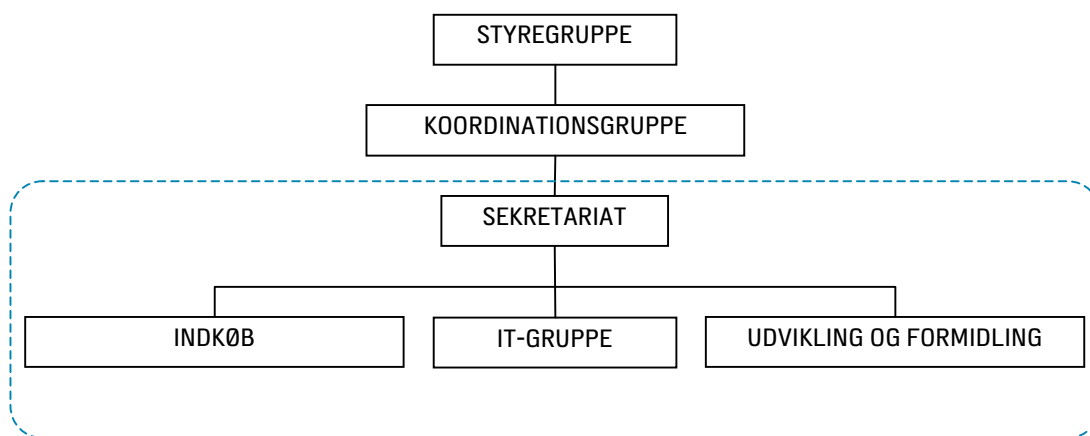 STYREGRUPPE
KOORDINATIONSGRUPPE
SEKRETARIAT
INDKØB
IT-GRUPPE
UDVIKLING OG FORMIDLING